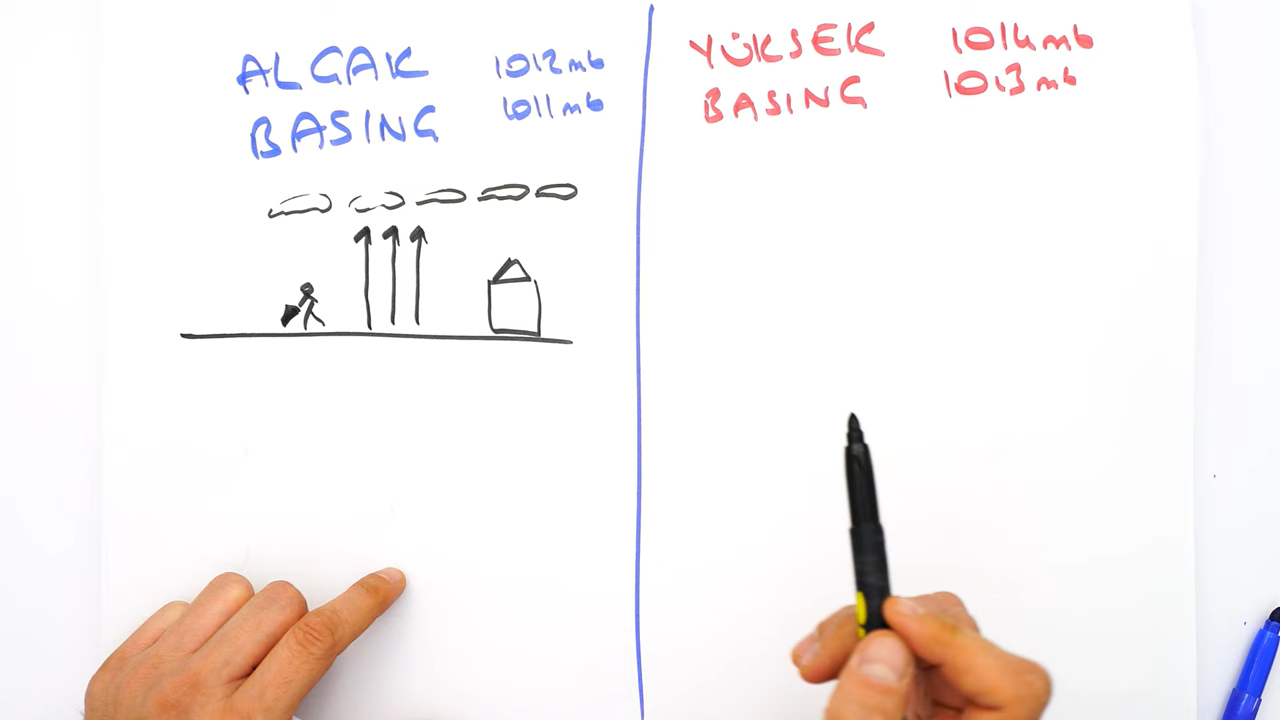 ALÇAK 1012mb
BASINÇ 1011mb
YÜKSEK 1014mb
BASINÇ 1013mb